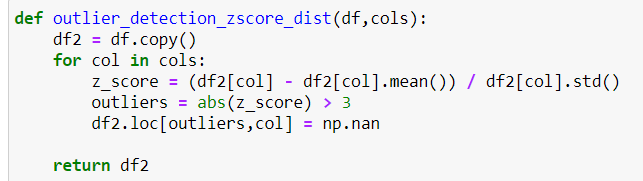 def outlier_detection_zscore_dist(df,cols):
    df2 = df.copy()
    for col in cols:
        z_score = (df2[col] - df2[col].mean()) / df2[col].std()
        outliers = abs(z_score) > 3
        df2.loc[outliers,col] = np.nan

    return df2